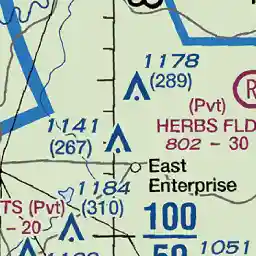 1178
(289)
R
(Pvt)
HERBS FLD
802 - 30
1141
(267)
East
Enterprise
1184
(310)
TS (Pvt)
- 20
100
1051